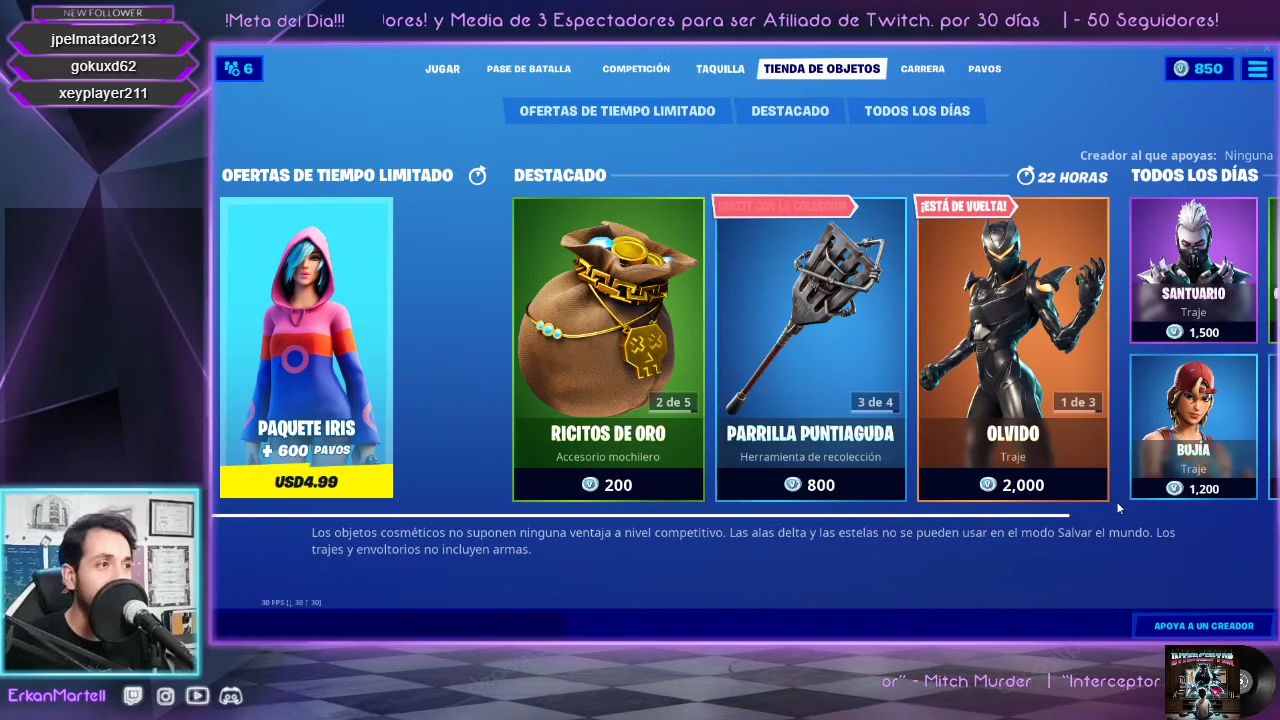 NEW FOLLOWER
jpelmatador213
gokuxd62
xeyplayer211
!Meta del Dia!!!
dores! y Media de 3 Espectadores para ser Afiliado de Twitch. por 30 días | - 50 Seguidores!
6
JUGAR
PASE DE BATALLA
COMPETICIÓN
TAQUILLA
TIENDA DE OBJETOS
CARRERA
PAVOS
850
OFERTAS DE TIEMPO LIMITADO
DESTACADO
TODOS LOS DÍAS
Creador al que apoyas: Ninguna
OFERTAS DE TIEMPO LIMITADO
DESTACADO
22 HORAS
TODOS LOS DÍAS
PAQUETE IRIS
+ 600 PAVOS
USD4.99
2 de 5
RICITOS DE ORO
Accesorio mochilero
200
3 de 4
PARRILLA PUNTIAGUDA
Herramienta de recolección
800
¡ESTÁ DE VUELTA!
1 de 3
OLVIDO
Traje
2,000
SANTUARIO
Traje
1,500
BUJÍA
Traje
1,200
Los objetos cosméticos no suponen ninguna ventaja a nivel competitivo. Las alas delta y las estelas no se pueden usar en el modo Salvar el mundo. Los
trajes y envoltorios no incluyen armas.
30 FPS [↓ 30 ↑ 30]
APOYA A UN CREADOR
ErkanMartell
or" - Mitch Murder | "Interceptor
INTERCEPTOR